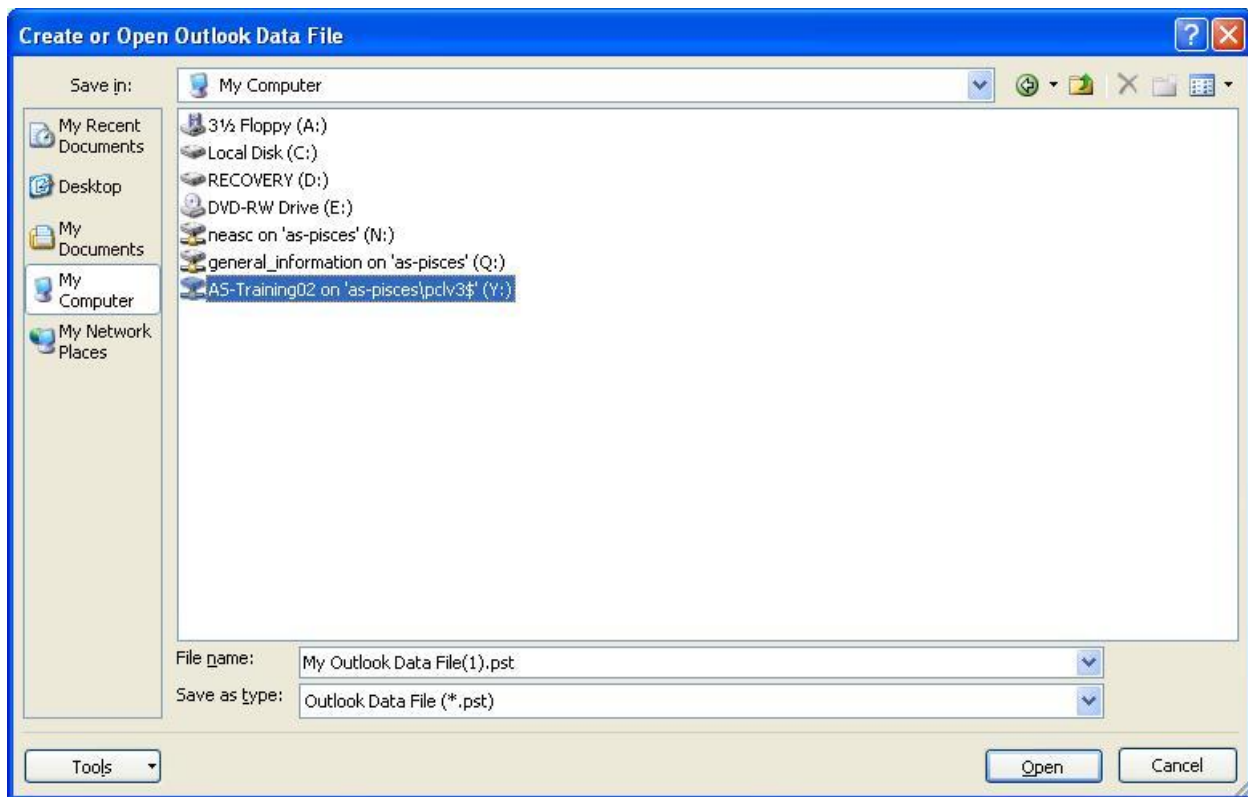 Create or Open Outlook Data File
Save in:
My Computer
My Recent
Documents
Desktop
My
Documents
My
Computer
My Network
Places
3½ Floppy (A:)
Local Disk (C:)
RECOVERY (D:)
DVD-RW Drive (E:)
neasc on 'as-pisces' (N:)
general_information on 'as-pisces' (Q:)
AS-Training02 on 'as-pisces\pclv3$' (Y:)
File name:
My Outlook Data File(1).pst
Save as type:
Outlook Data File (*.pst)
Tools
Open
Cancel